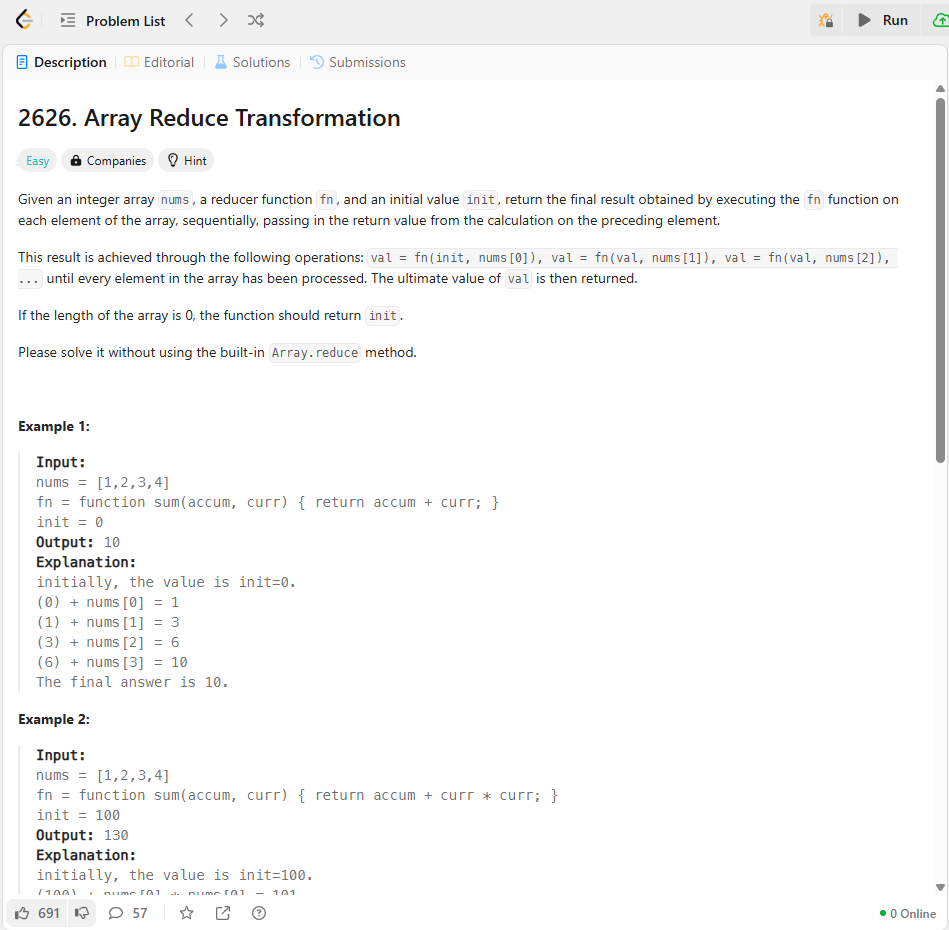 Problem List
Run
Description
Editorial
Solutions
Submissions
2626. Array Reduce Transformation
Easy
Companies
Hint
Given an integer array nums, a reducer function fn, and an initial value init, return the final result obtained by executing the fn function on
each element of the array, sequentially, passing in the return value from the calculation on the preceding element.
This result is achieved through the following operations: val = fn(init, nums[0]), val = fn(val, nums[1]), val = fn(val, nums[2]),
... until every element in the array has been processed. The ultimate value of val is then returned.
If the length of the array is 0, the function should return init.
Please solve it without using the built-in Array.reduce method.
Example 1:
Input:
nums = [1,2,3,4]
fn = function sum(accum, curr) { return accum + curr; }
init = 0
Output: 10
Explanation:
initially, the value is init=0.
(0) + nums[0] = 1
(1) + nums[1] = 3
(3) + nums[2] = 6
(6) + nums[3] = 10
The final answer is 10.
Example 2:
Input:
nums = [1,2,3,4]
fn = function sum(accum, curr) { return accum + curr * curr; }
init = 100
Output: 130
Explanation:
initially, the value is init=100.
(100) + nums[0] * nums[0] = 101
691
57
0 Online